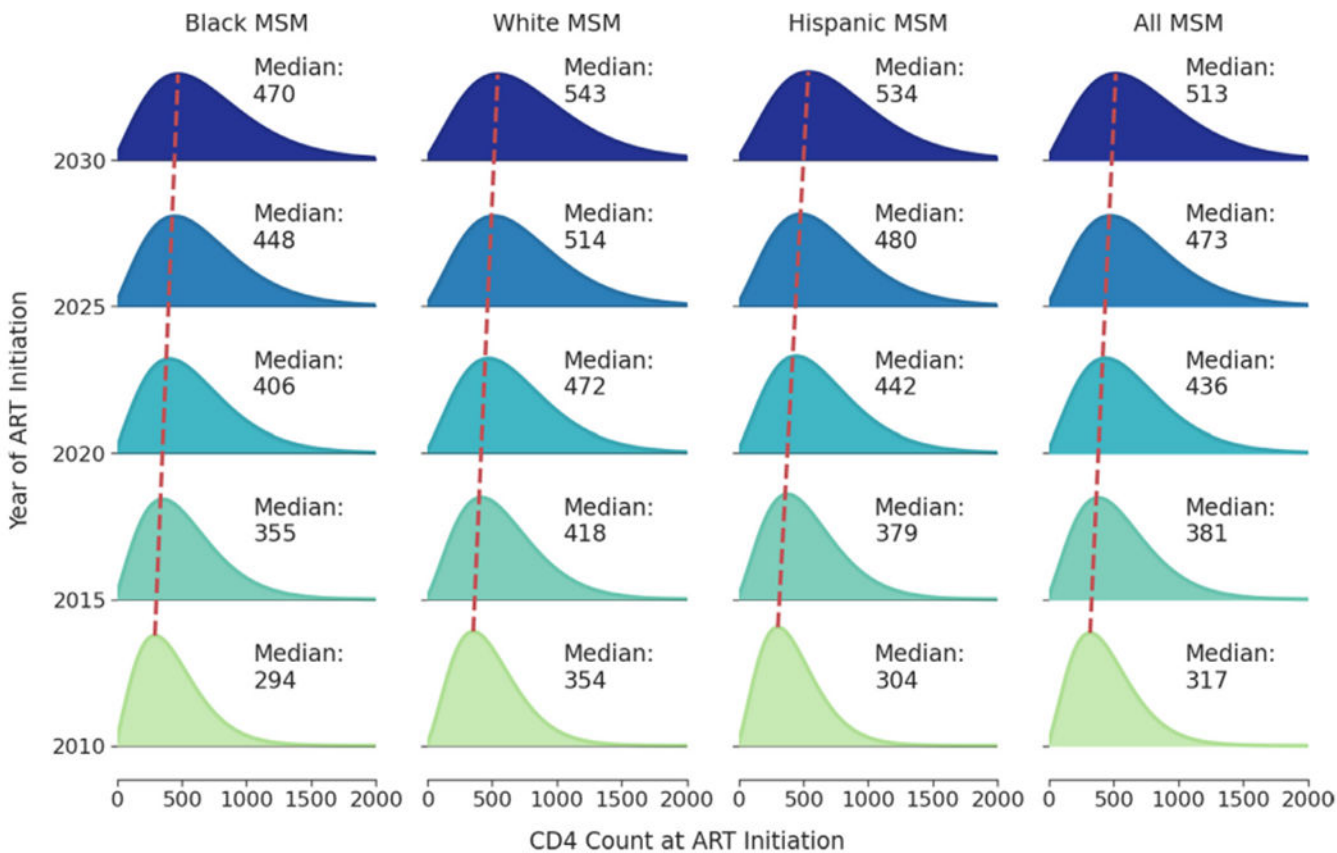 Black MSM
White MSM
Hispanic MSM
All MSM
Year of ART Initiation
2030
Median:
470
Median:
543
Median:
534
Median:
513
2025
Median:
448
Median:
514
Median:
480
Median:
473
2020
Median:
406
Median:
472
Median:
442
Median:
436
2015
Median:
355
Median:
418
Median:
379
Median:
381
2010
Median:
294
Median:
354
Median:
304
Median:
317
0 500 1000 1500 2000
0 500 1000 1500 2000
0 500 1000 1500 2000
0 500 1000 1500 2000
CD4 Count at ART Initiation